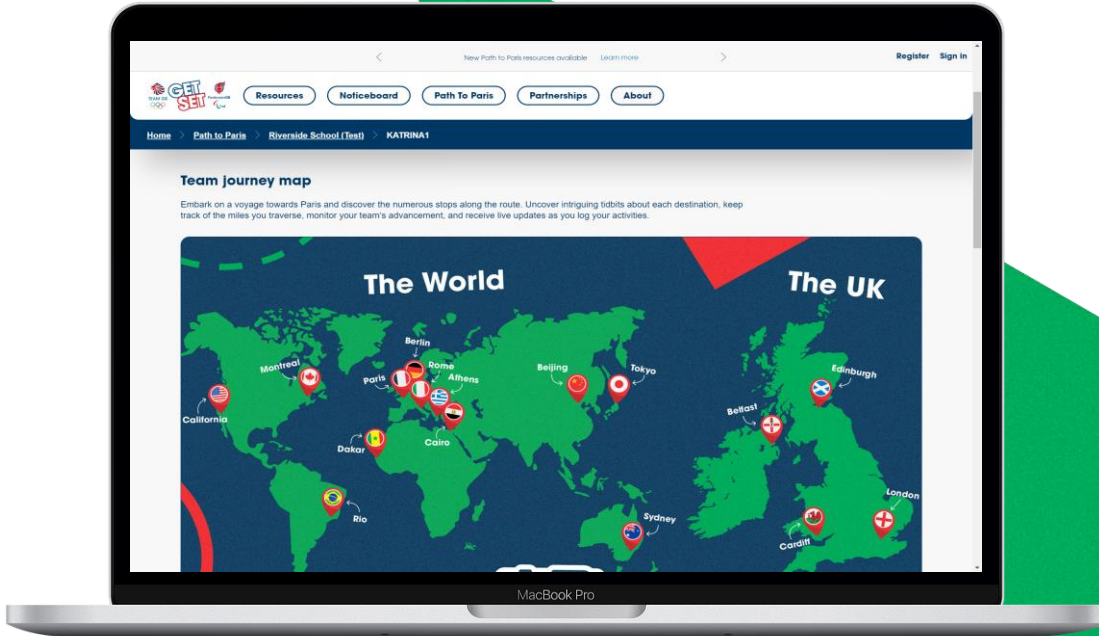 New Path to Paris resources available Learn more
Register Sign in
TEAM GB
GET SET
ParalympicsGB
Resources
Noticeboard
Path To Paris
Partnerships
About
Home > Path to Paris > Riverside School (Test) > KATRINA1
Team journey map
Embark on a voyage towards Paris and discover the numerous stops along the route. Uncover intriguing tidbits about each destination, keep
track of the miles you traverse, monitor your team's advancement, and receive live updates as you log your activities.
The World
The UK
Berlin
Montreal
Rome
Paris
Athens
Beijing
Tokyo
Edinburgh
California
Belfast
Dakar
Cairo
Rio
Sydney
London
Cardiff
MacBook Pro